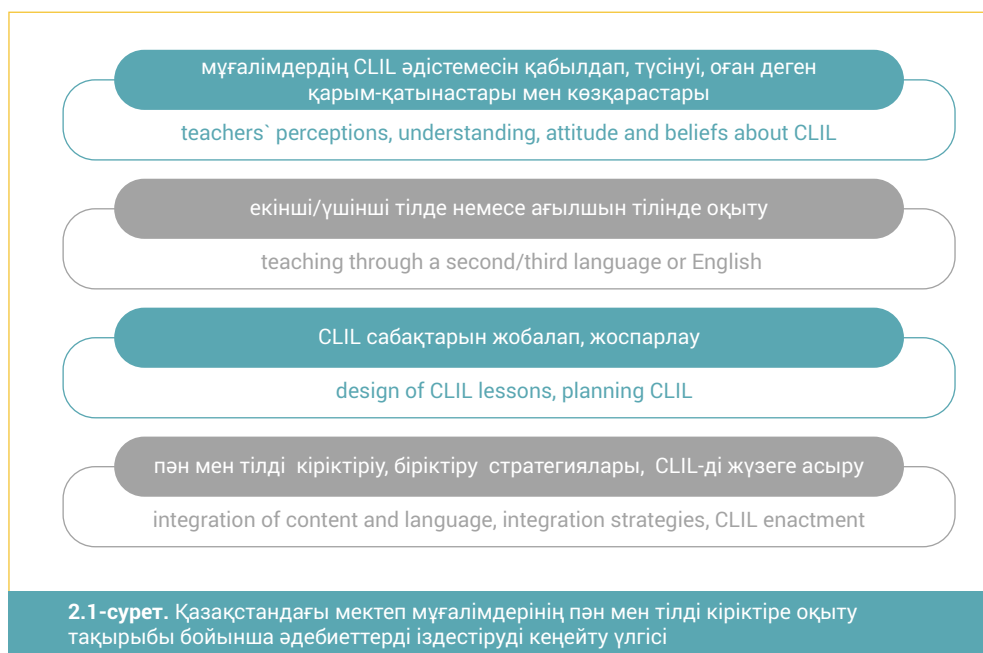 мұғалімдердің CLIL әдістемесін қабылдап, түсінуі, оған деген
қарым-қатынастары мен көзқарастары
teachers` perceptions, understanding, attitude and beliefs about CLIL
екінші/үшінші тілде немесе ағылшын тілінде оқыту
teaching through a second/third language or English
CLIL сабақтарын жобалап, жоспарлау
design of CLIL lessons, planning CLIL
пән мен тілді кіріктіріу, біріктіру стратегиялары, CLIL-ді жүзеге асыру
integration of content and language, integration strategies, CLIL enactment
2.1-сурет. Қазақстандағы мектеп мұғалімдерінің пән мен тілді кіріктіре оқыту
тақырыбы бойынша әдебиеттерді іздестіруді кеңейту үлгісі